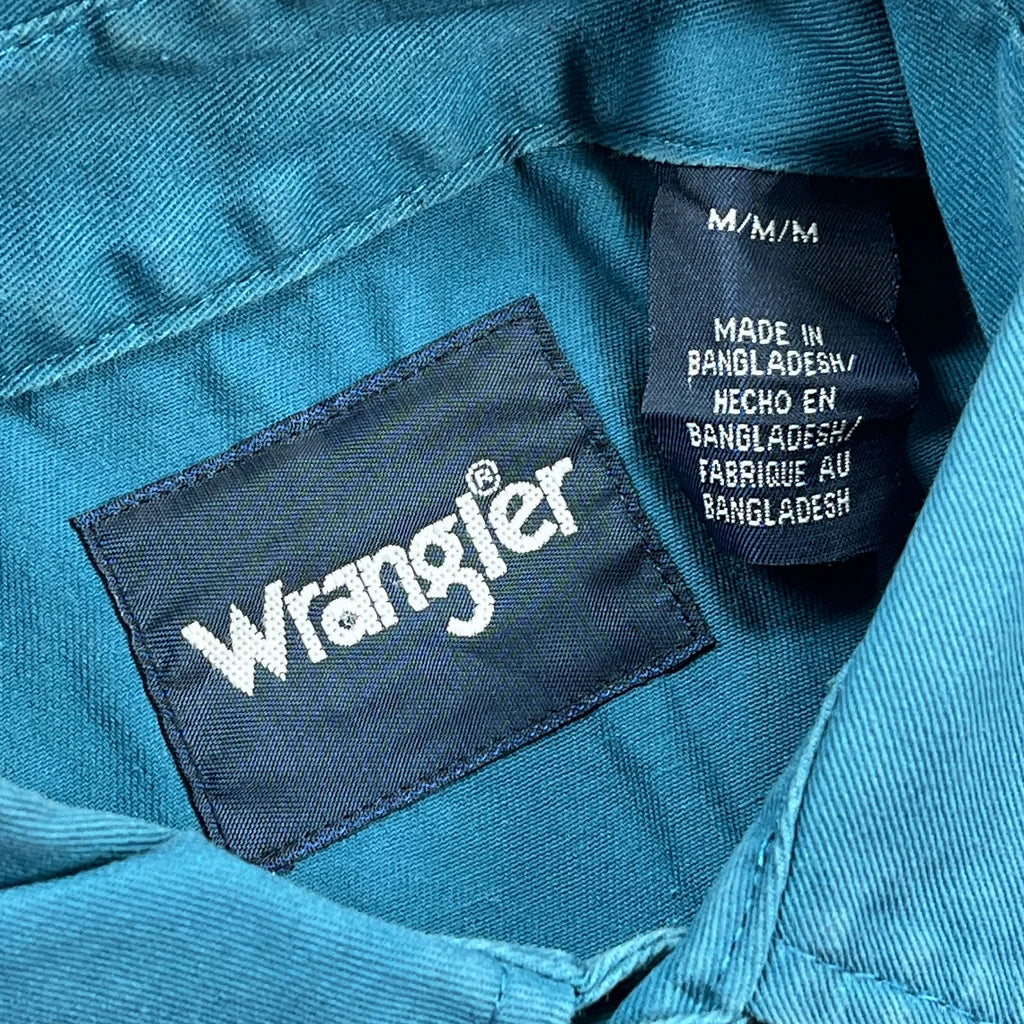 M/M/M
MADE IN
BANGLADESH/
HECHO EN
BANGLADESH/
FABRIQUE AU
BANGLADESH
Wrangler®